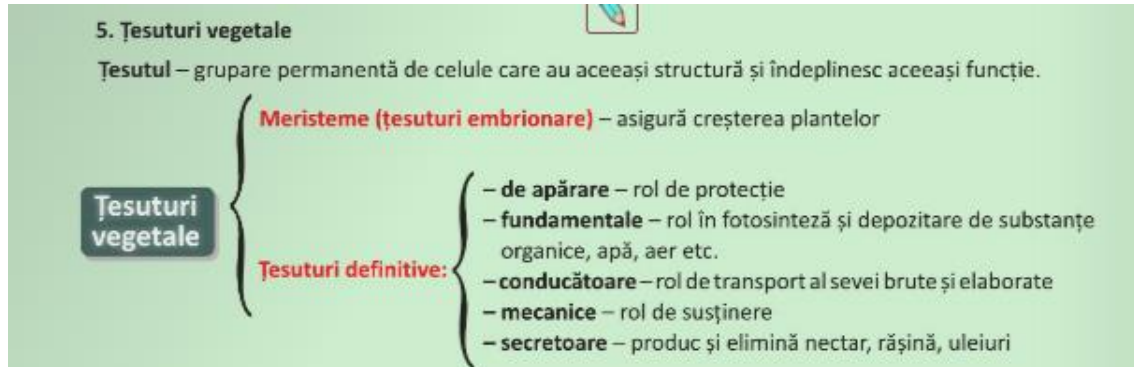 5. Țesuturi vegetale
Țesutul – grupare permanentă de celule care au aceeași structură și îndeplinesc aceeași funcție.
Țesuturi
vegetale
Meristeme (țesuturi embrionare) – asigură creșterea plantelor
Țesuturi definitive:
– de apărare – rol de protecție
– fundamentale – rol în fotosinteză și depozitare de substanțe
organice, apă, aer etc.
– conducătoare – rol de transport al sevei brute și elaborate
– mecanice – rol de susținere
– secretoare – produc și elimină nectar, rășină, uleiuri